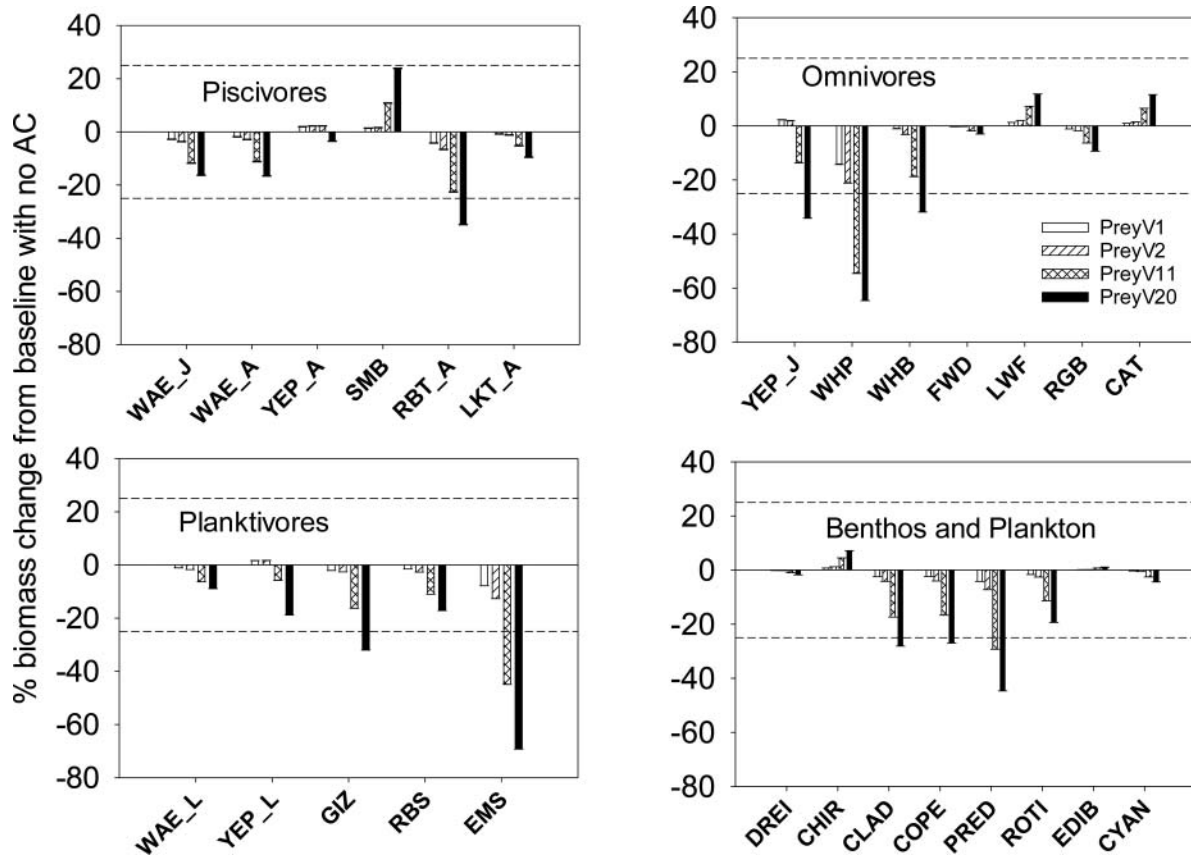 % biomass change from baseline with no AC
40
20
0
-20
-40
-60
-80
Piscivores
WAE_J
WAE_A
YEP_A
SMB
RBT_A
LKT_A
40
20
0
-20
-40
-60
-80
Omnivores
PreyV1
PreyV2
PreyV11
PreyV20
YEP_J
WHP
WHB
FWD
LWF
RGB
CAT
40
20
0
-20
-40
-60
-80
Planktivores
WAE_L
YEP_L
GIZ
RBS
EMS
40
20
0
-20
-40
-60
-80
Benthos and Plankton
DREI
CHIR
CLAD
COPE
PRED
ROTI
EDIB
CYAN